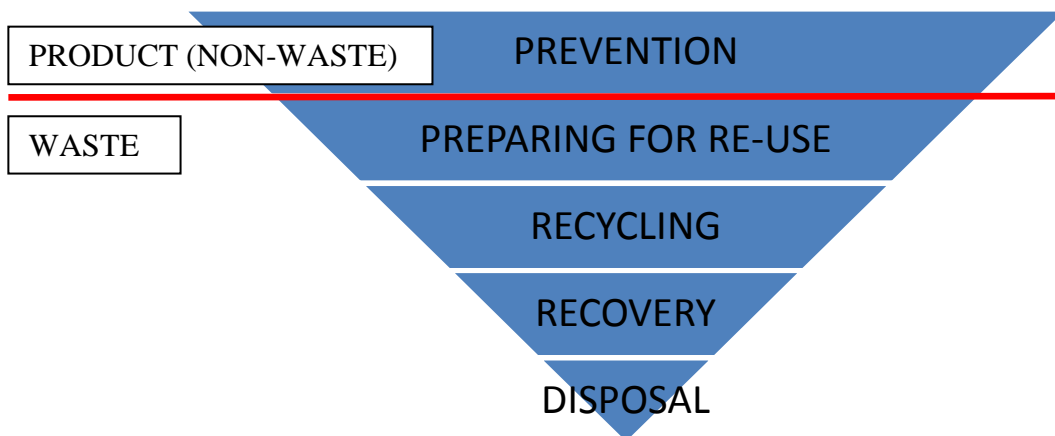 PRODUCT (NON-WASTE)
PREVENTION
WASTE
PREPARING FOR RE-USE
RECYCLING
RECOVERY
DISPOSAL